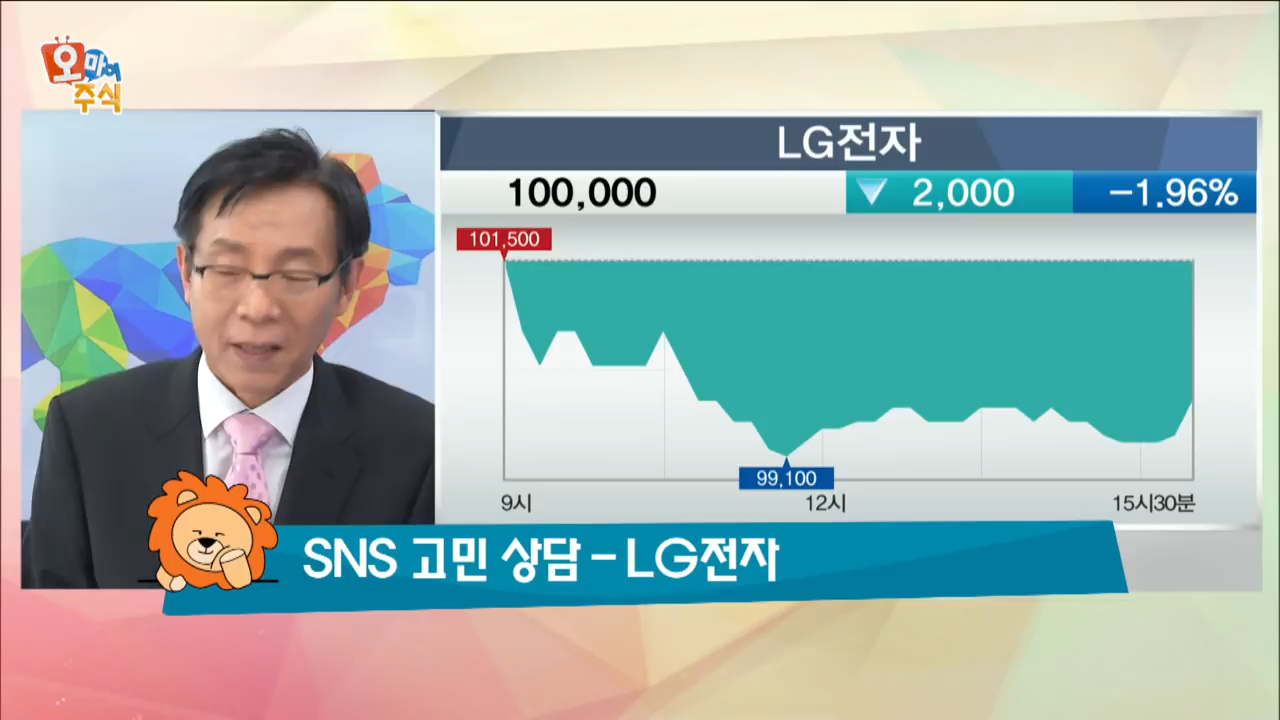 오마이
주식
LG전자
100,000 ▼ 2,000 -1.96%
101,500
99,100
9시 12시 15시30분
SNS 고민 상담 - LG전자